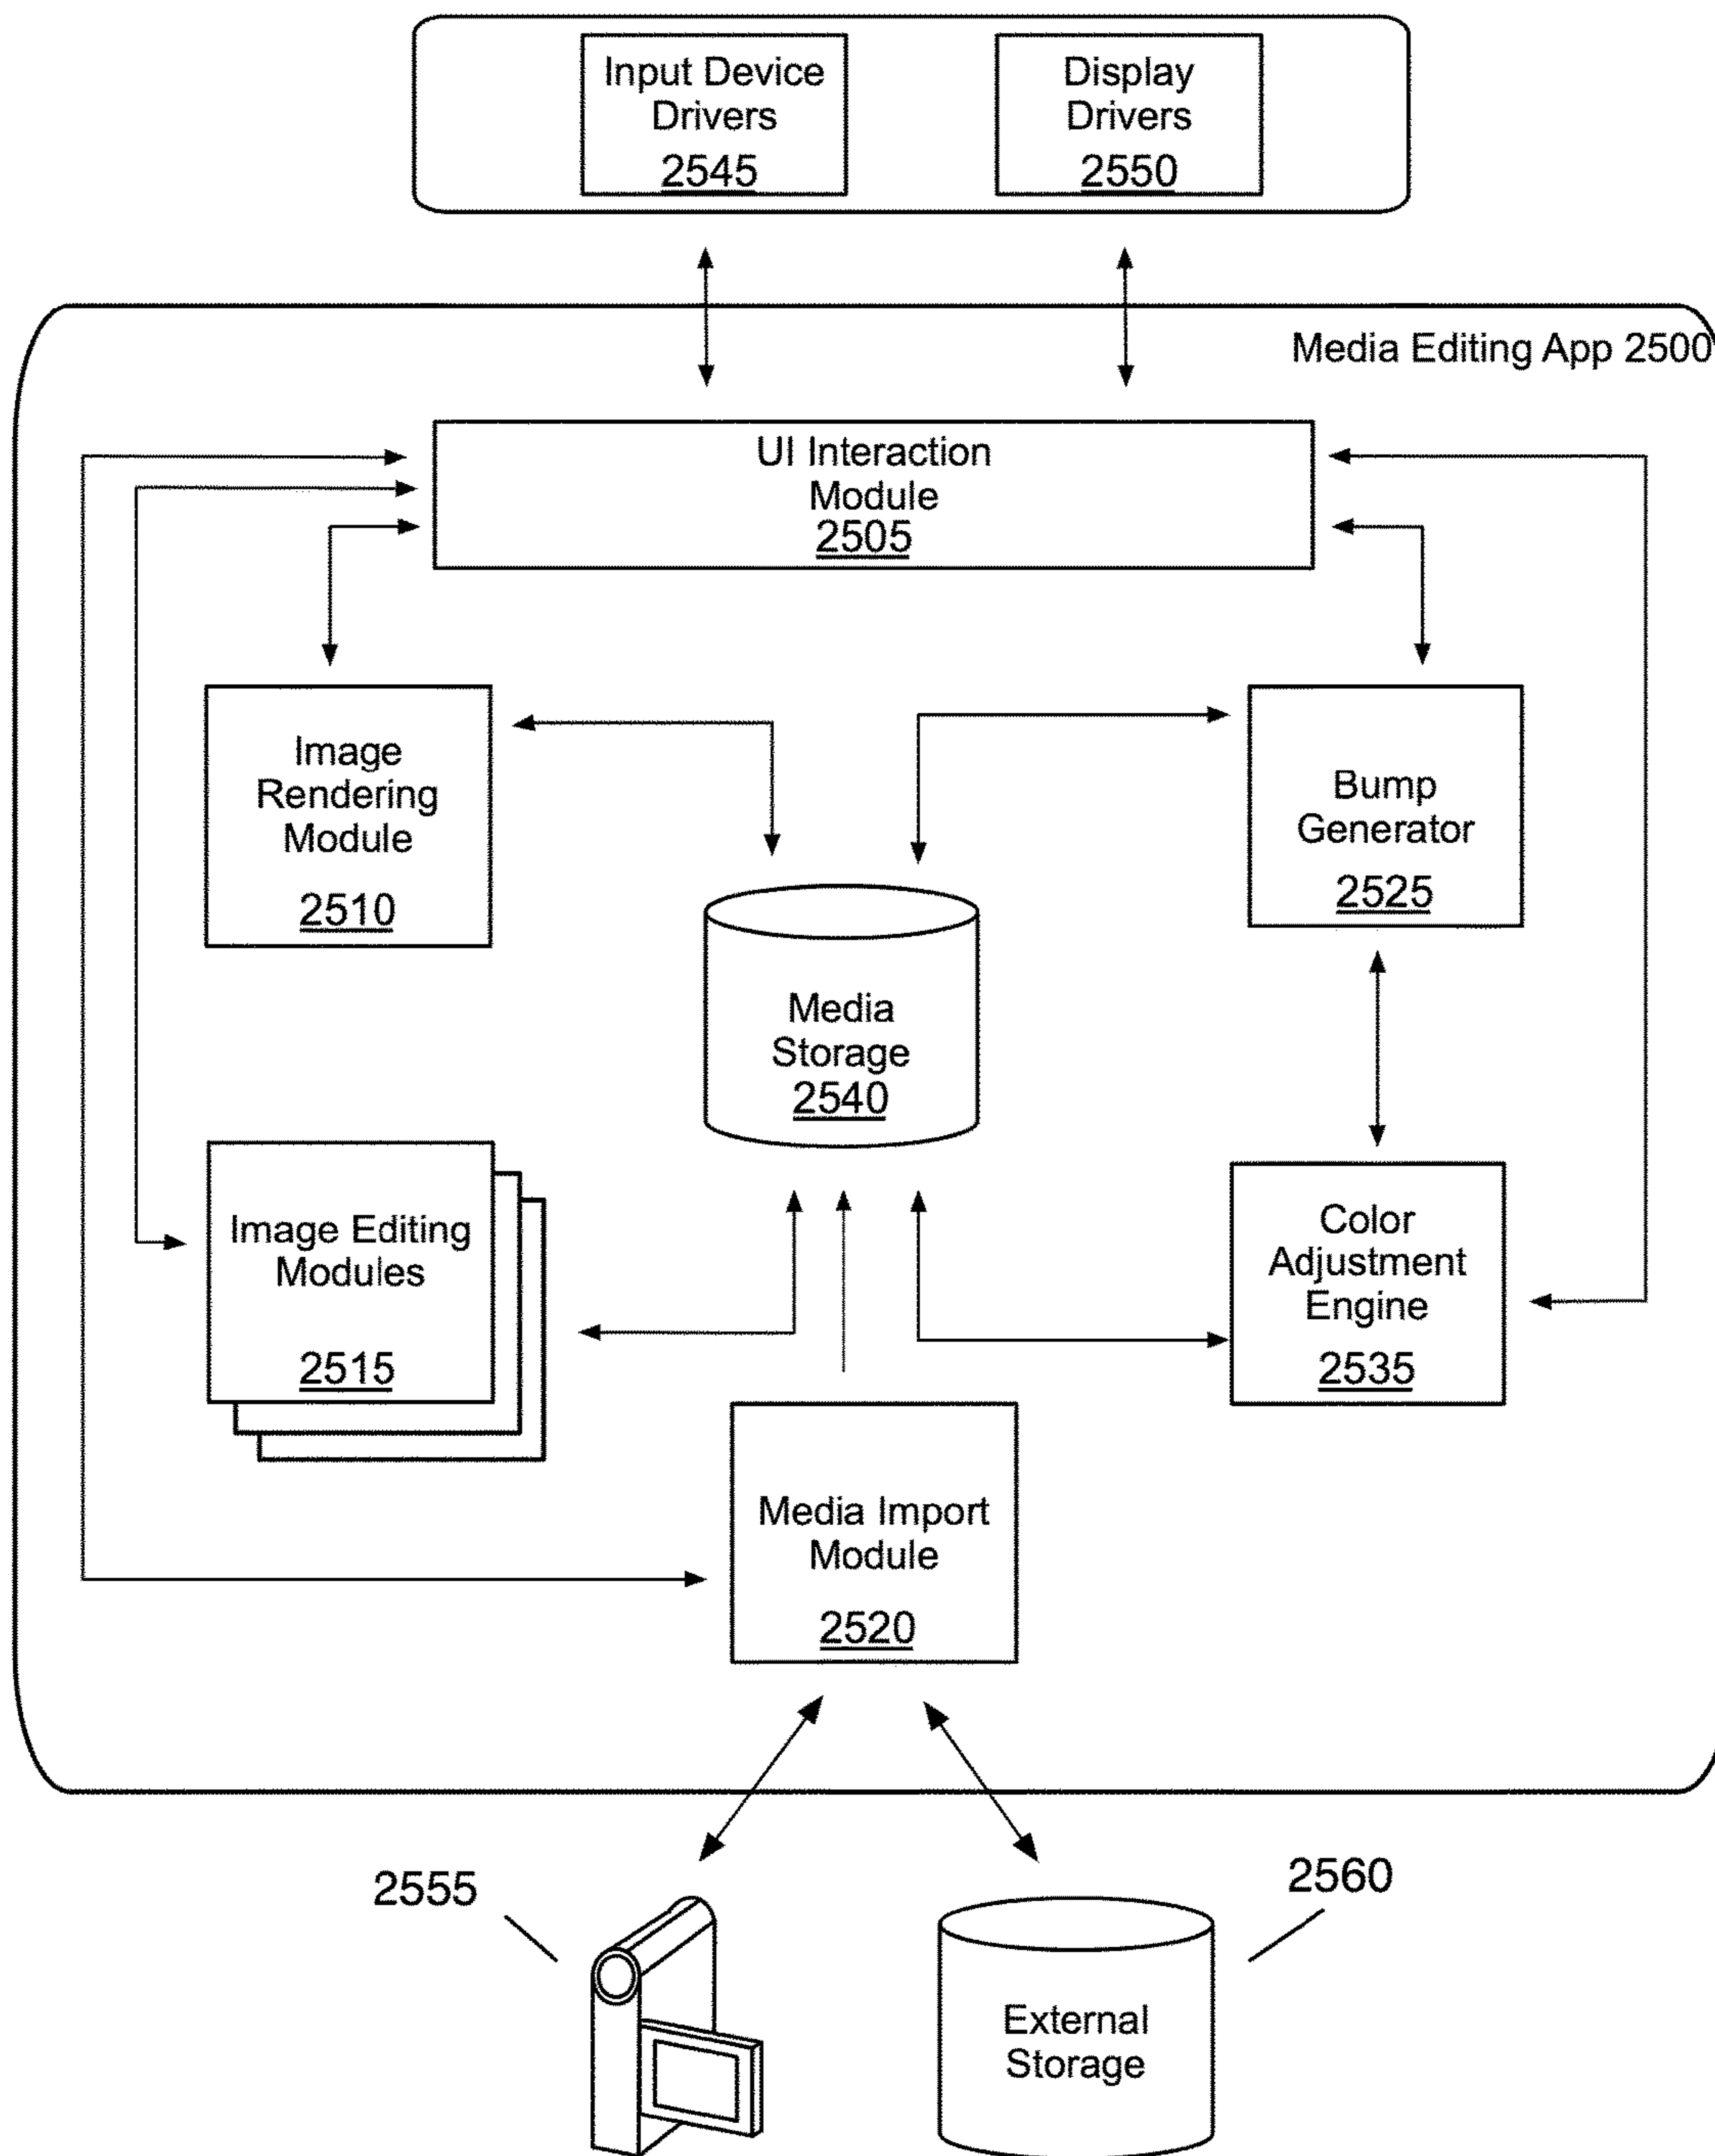 Input Device
Drivers
2545
Display
Drivers
2550
Media Editing App 2500
UI Interaction
Module
2505
Image
Rendering
Module
2510
Bump
Generator
2525
Media
Storage
2540
Image Editing
Modules
2515
Color
Adjustment
Engine
2535
Media Import
Module
2520
2555
2560
External
Storage